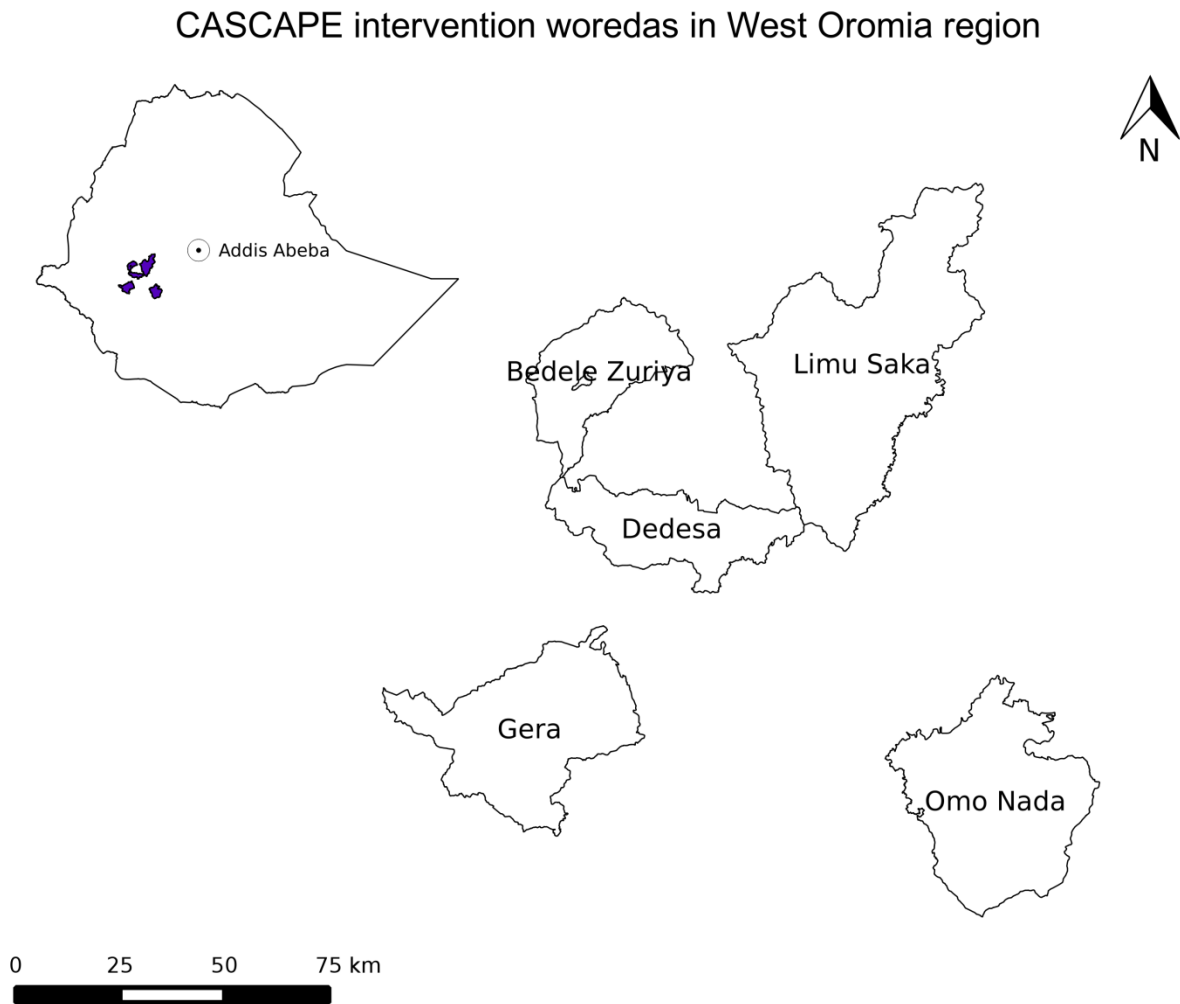 CASCAPE intervention woredas in West Oromia region
N
Addis Abeba
Bedele Zuriya
Limu Saka
Dedesa
Gera
Omo Nada
0 25 50 75 km